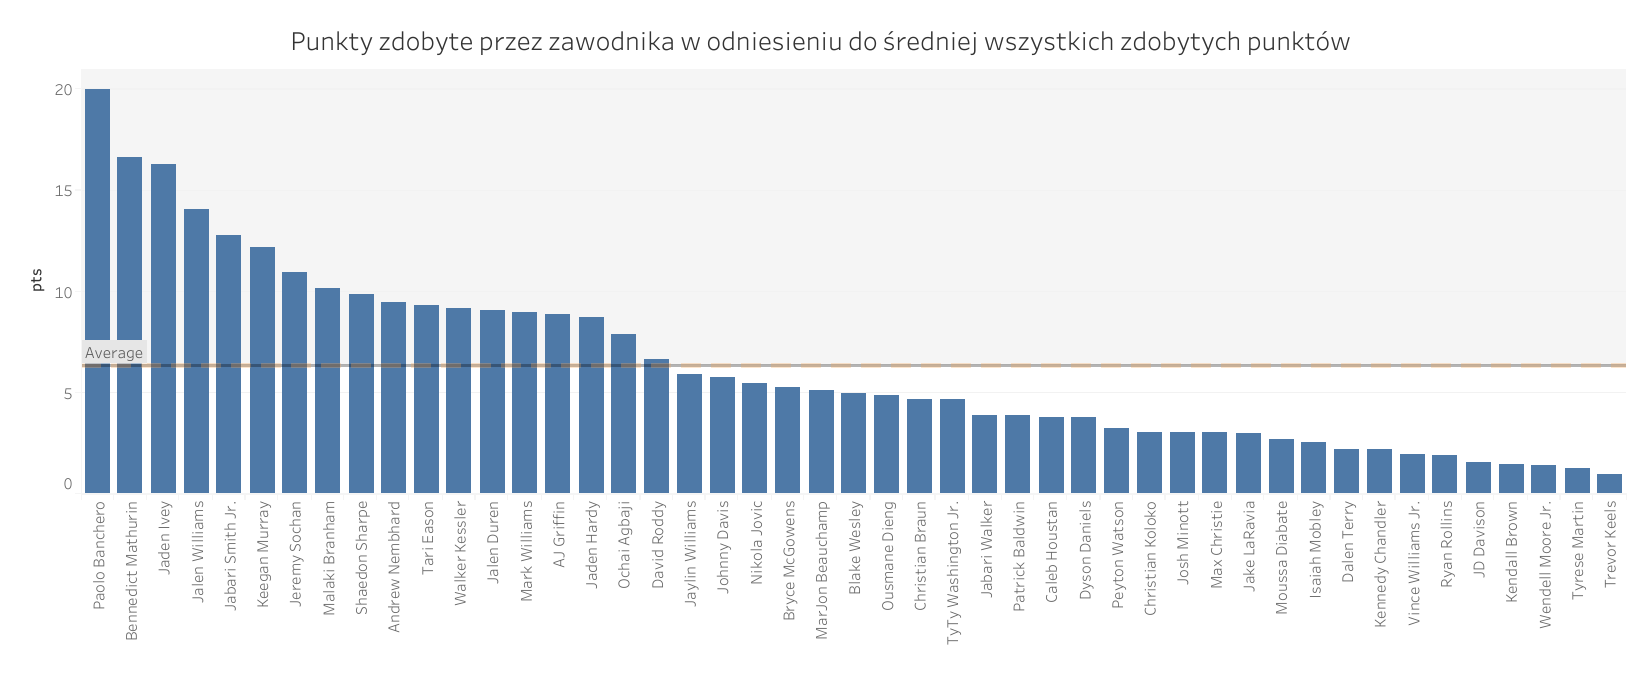 Punkty zdobyte przez zawodnika w odniesieniu do średniej wszystkich zdobytych punktów
20
15
10
5
0
pts
Average
Paolo Banchero
Bennedict Mathurin
Jaden Ivey
Jalen Williams
Jabari Smith Jr.
Keegan Murray
Jeremy Sochan
Malaki Branham
Shaedon Sharpe
Andrew Nembhard
Tari Eason
Walker Kessler
Jalen Duren
Mark Williams
AJ Griffin
Jaden Hardy
Ochai Agbaji
David Roddy
Jaylin Williams
Johnny Davis
Nikola Jovic
Bryce McGowens
MarJon Beauchamp
Blake Wesley
Ousmane Dieng
Christian Braun
TyTy Washington Jr.
Jabari Walker
Patrick Baldwin
Caleb Houstan
Dyson Daniels
Peyton Watson
Christian Koloko
Josh Minott
Max Christie
Jake LaRavia
Moussa Diabate
Isaiah Mobley
Dalen Terry
Kennedy Chandler
Vince Williams Jr.
Ryan Rollins
JD Davison
Kendall Brown
Wendell Moore Jr.
Tyrese Martin
Trevor Keels